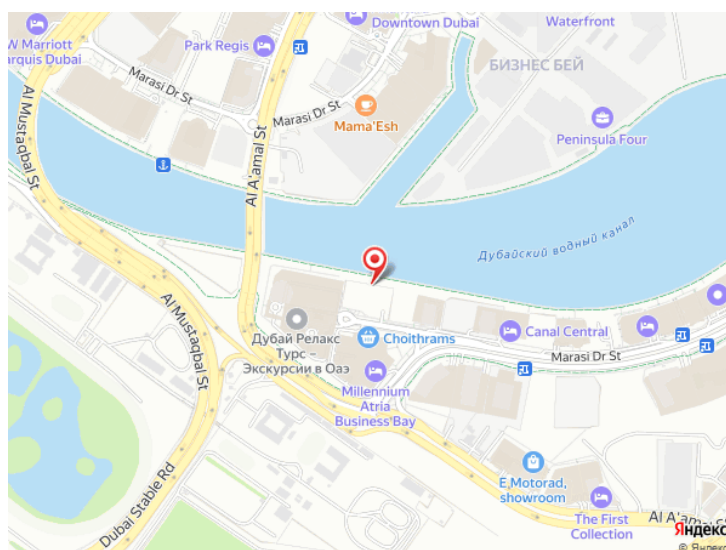 W Marriott
arquis Dubai
Park Regis
Downtown Dubai
Waterfront
БИЗНЕС БЕЙ
Marasi Dr St
Marasi Dr St
Mama'Esh
Peninsula Four
Al Mustaqbal St
Al A'amal St
Дубайский водный канал
Al Mustaqbal St
Дубай Релакс
Турс –
Экскурсии в Оаэ
Choithrams
Canal Central
Marasi Dr St
Millennium
Atria
Business Bay
Dubai Stable Rd
E Motorad,
showroom
The First
Collection
Al A'amal S
Яндекс
© Яндекс